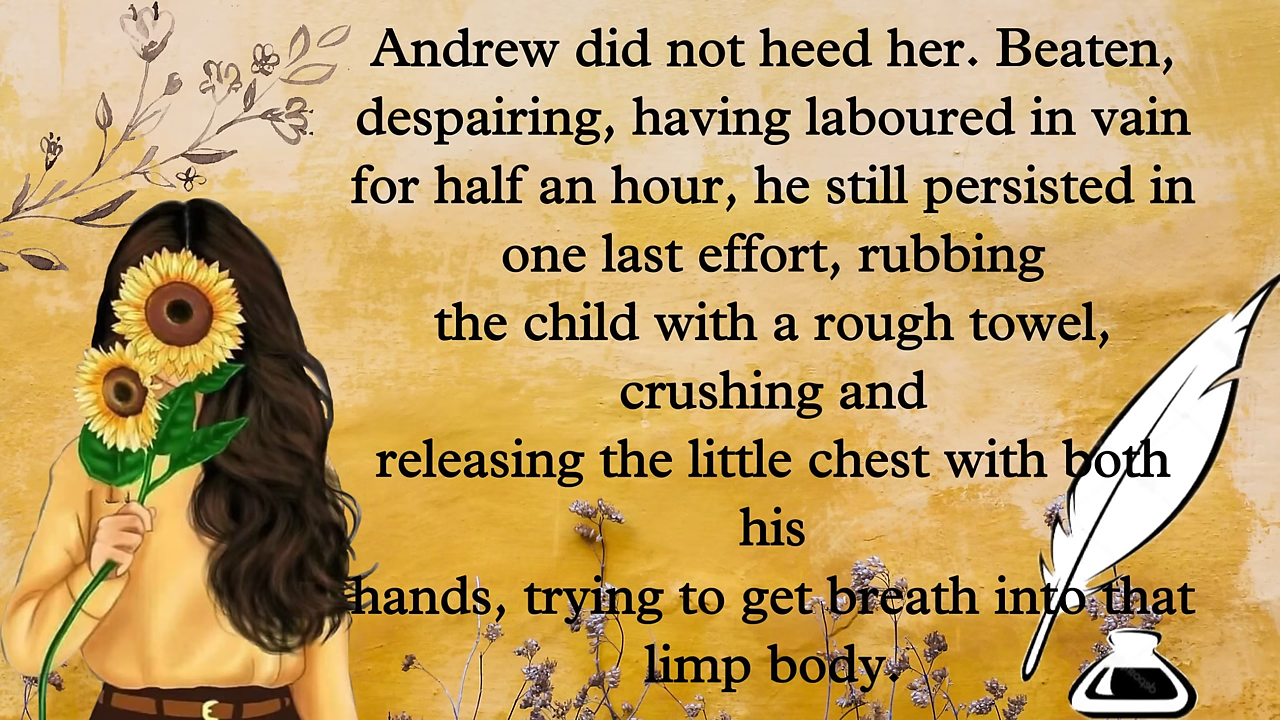 Andrew did not heed her. Beaten,
despairing, having laboured in vain
for half an hour, he still persisted in
one last effort, rubbing
the child with a rough towel,
crushing and
releasing the little chest with both
his
hands, trying to get breath into that
limp body.